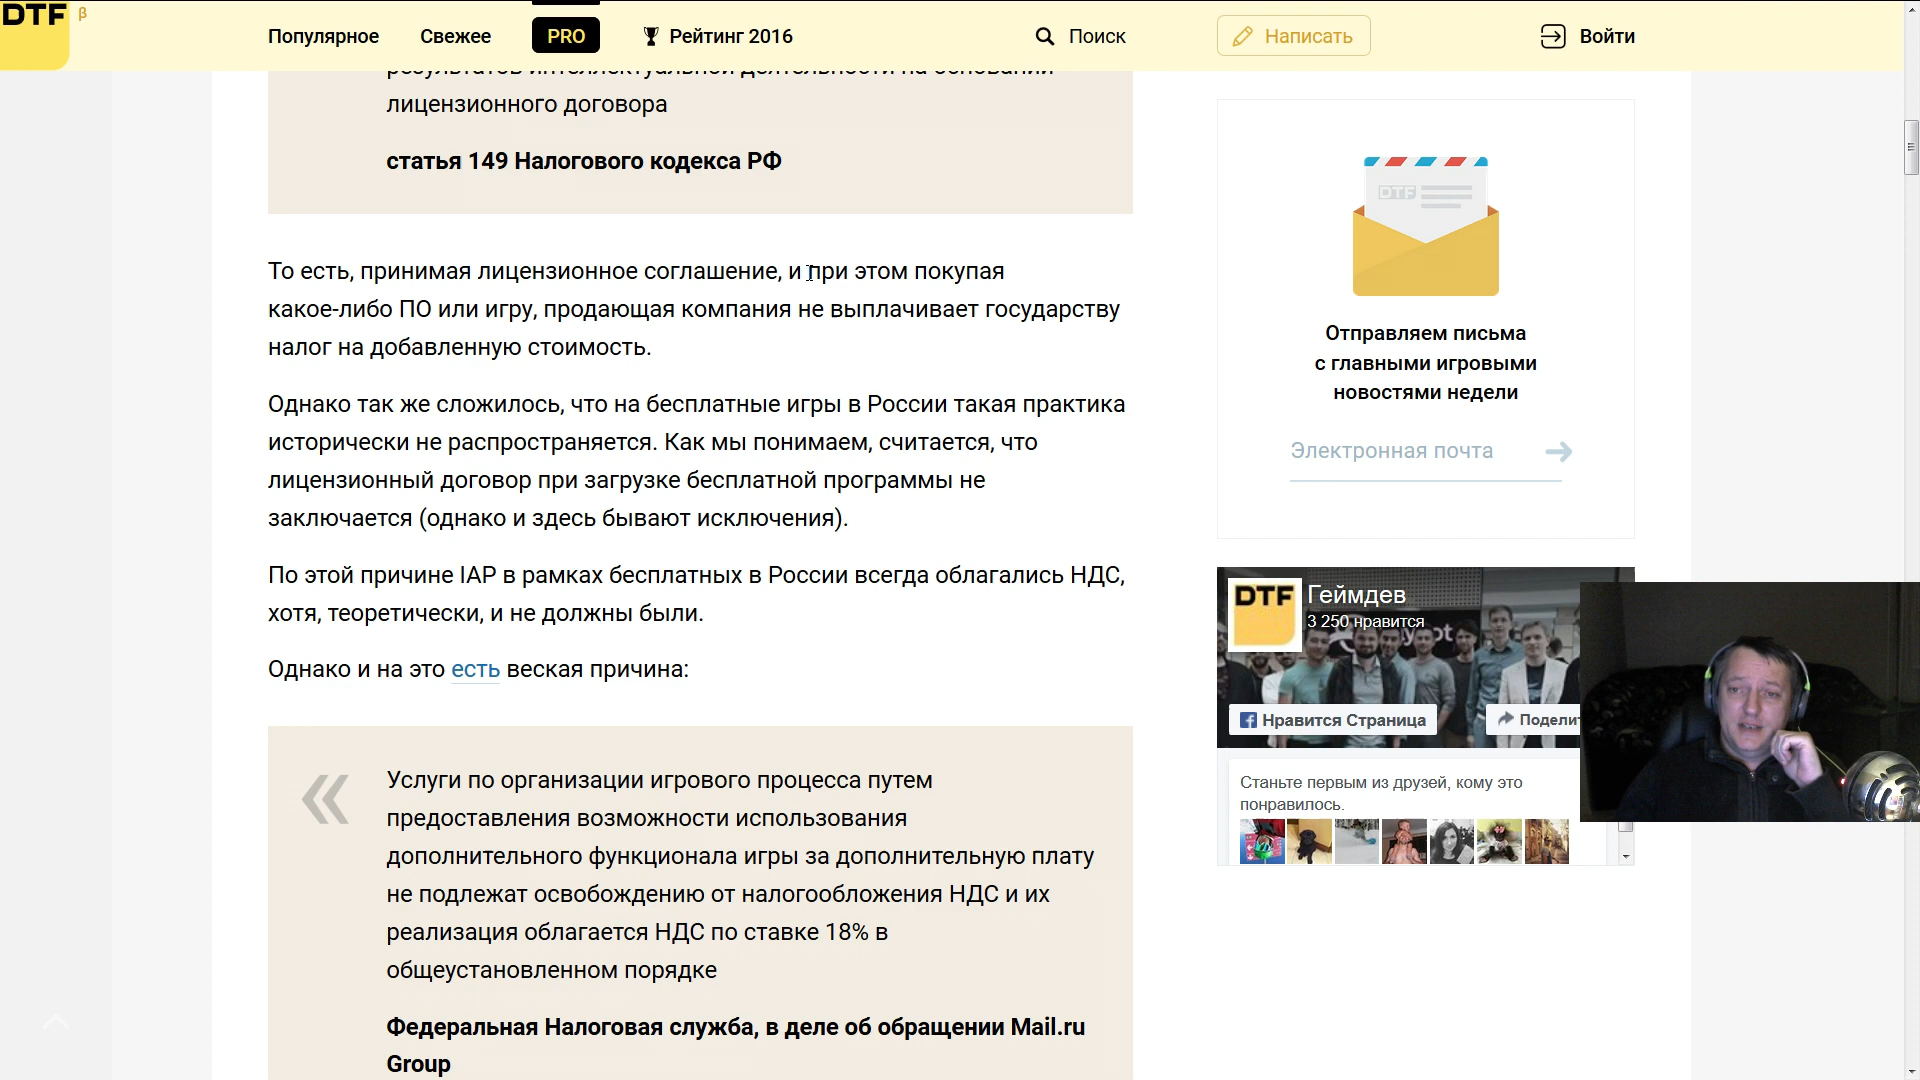 DTF β
Популярное
Свежее
PRO
Рейтинг 2016
Поиск
Написать
Войти
результатов интеллектуальной деятельности на основании
лицензионного договора
статья 149 Налогового кодекса РФ
То есть, принимая лицензионное соглашение, и при этом покупая
какое-либо ПО или игру, продающая компания не выплачивает государству
налог на добавленную стоимость.
Однако так же сложилось, что на бесплатные игры в России такая практика
исторически не распространяется. Как мы понимаем, считается, что
лицензионный договор при загрузке бесплатной программы не
заключается (однако и здесь бывают исключения).
По этой причине IAP в рамках бесплатных в России всегда облагались НДС,
хотя, теоретически, и не должны были.
Однако и на это есть веская причина:
«
Услуги по организации игрового процесса путем
предоставления возможности использования
дополнительного функционала игры за дополнительную плату
не подлежат освобождению от налогообложения НДС и их
реализация облагается НДС по ставке 18% в
общеустановленном порядке
Федеральная Налоговая служба, в деле об обращении Mail.ru
Group
DTF
Отправляем письма
с главными игровыми
новостями недели
Электронная почта
DTF
Геймдев
3 250 нравится
Нравится Страница
Поделит
Станьте первым из друзей, кому это
понравилось.